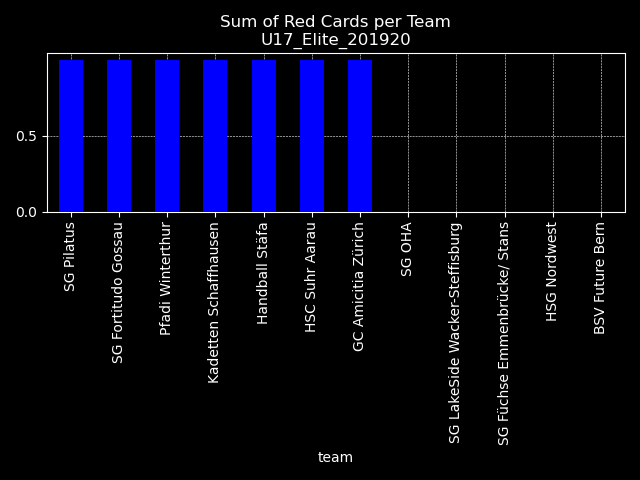 Sum of Red Cards per Team
U17_Elite_201920
0.5
0.0
SG Pilatus
SG Fortitudo Gossau
Pfadi Winterthur
Kadetten Schaffhausen
Handball Stäfa
HSC Suhr Aarau
GC Amicitia Zürich
SG OHA
SG LakeSide Wacker-Steffisburg
SG Füchse Emmenbrücke/ Stans
HSG Nordwest
BSV Future Bern
team